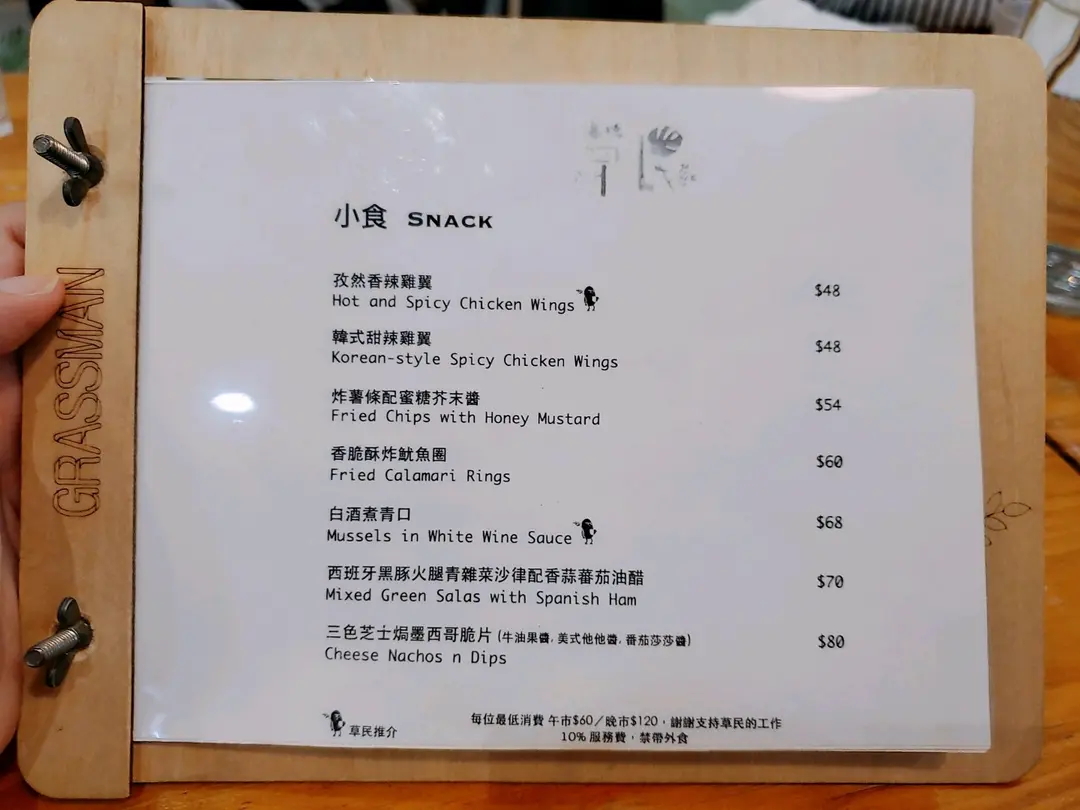 GRASSMAN
小食 SNACK
孜然香辣雞翼
Hot and Spicy Chicken Wings $48
韓式甜辣雞翼
Korean-style Spicy Chicken Wings $48
炸薯條配蜜糖芥末醬
Fried Chips with Honey Mustard $54
香脆酥炸魷魚圈
Fried Calamari Rings $60
白酒煮青口
Mussels in White Wine Sauce $68
西班牙黑豚火腿青雜菜沙律配香蒜蕃茄油醋
Mixed Green Salas with Spanish Ham $70
三色芝士焗墨西哥脆片 (牛油果醬, 美式他他醬, 番茄莎莎醬)
Cheese Nachos n Dips $80
草民推介
每位最低消費 午市$60/晚市$120，謝謝支持草民的工作
10% 服務費，禁帶外食